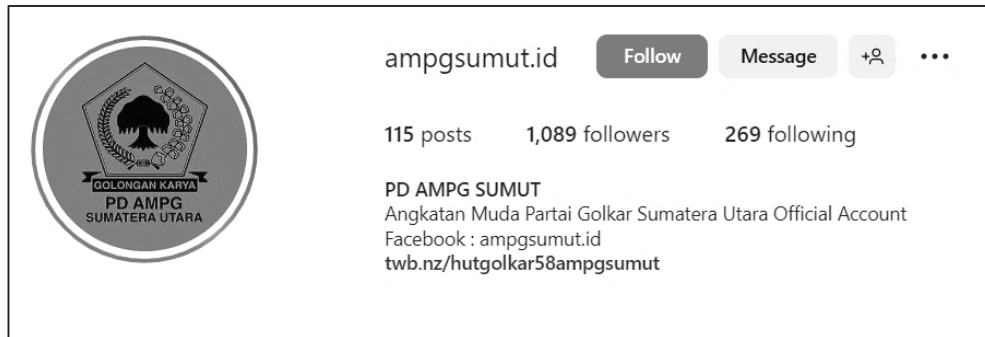 GOLONGAN KARYA
PD AMPG
SUMATERA UTARA
ampgsumut.id Follow Message
115 posts 1,089 followers 269 following
PD AMPG SUMUT
Angkatan Muda Partai Golkar Sumatera Utara Official Account
Facebook : ampgsumut.id
twb.nz/hutgolkar58ampgsumut